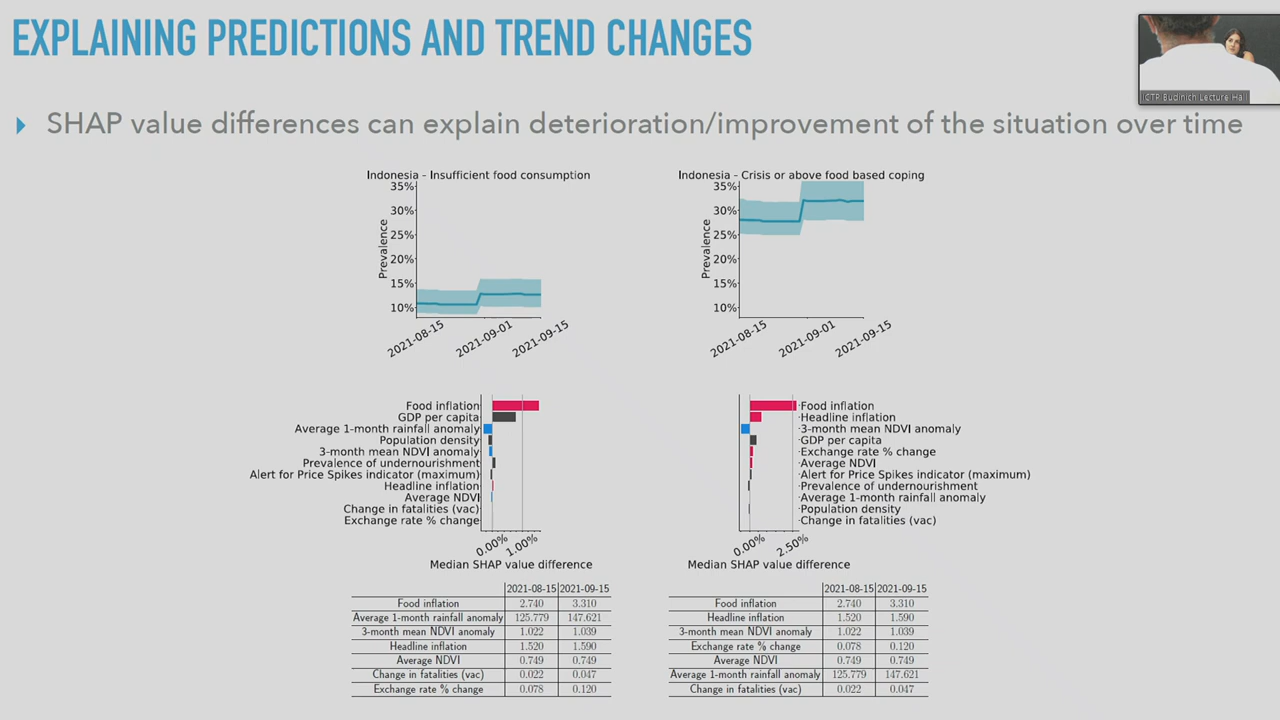 EXPLAINING PREDICTIONS AND TREND CHANGES
ICTP Budinich Lecture Hall
SHAP value differences can explain deterioration/improvement of the situation over time
Indonesia - Insufficient food consumption
35%
30%
25%
20%
15%
10%
Prevalence
2021-08-15
2021-09-01
2021-09-15
Indonesia - Crisis or above food based coping
35%
30%
25%
20%
15%
10%
Prevalence
2021-08-15
2021-09-01
2021-09-15
Food inflation
GDP per capita
Average 1-month rainfall anomaly
Population density
3-month mean NDVI anomaly
Prevalence of undernourishment
Alert for Price Spikes indicator (maximum)
Headline inflation
Average NDVI
Change in fatalities (vac)
Exchange rate % change
0.00% 1.00%
Median SHAP value difference
Food inflation
Headline inflation
3-month mean NDVI anomaly
GDP per capita
Exchange rate % change
Average NDVI
Alert for Price Spikes indicator (maximum)
Prevalence of undernourishment
Average 1-month rainfall anomaly
Population density
Change in fatalities (vac)
0.00% 2.50%
Median SHAP value difference
2021-08-15 2021-09-15
Food inflation 2.740 3.310
Average 1-month rainfall anomaly 125.779 147.621
3-month mean NDVI anomaly 1.022 1.039
Headline inflation 1.520 1.590
Average NDVI 0.749 0.749
Change in fatalities (vac) 0.022 0.047
Exchange rate % change 0.078 0.120
2021-08-15 2021-09-15
Food inflation 2.740 3.310
Headline inflation 1.520 1.590
3-month mean NDVI anomaly 1.022 1.039
Exchange rate % change 0.078 0.120
Average NDVI 0.749 0.749
Average 1-month rainfall anomaly 125.779 147.621
Change in fatalities (vac) 0.022 0.047